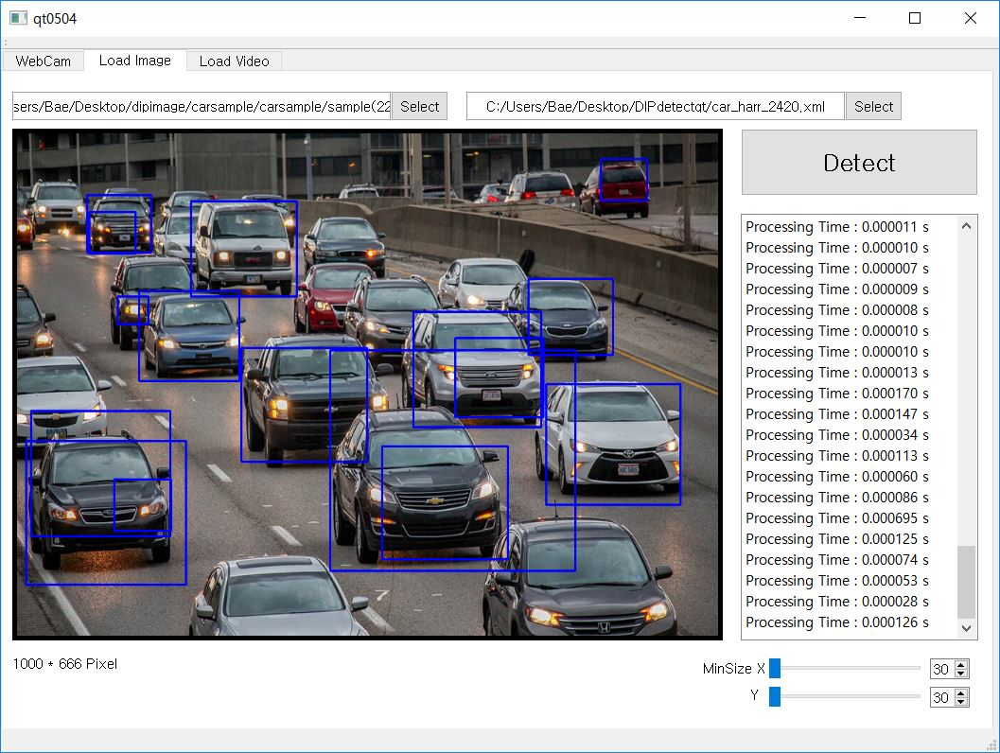 qt0504
WebCam
Load Image
Load Video
sers/Bae/Desktop/dipimage/carsample/carsample/sample(22
Select
C:/Users/Bae/Desktop/DIPdetectqt/car_harr_2420.xml
Select
Detect
Processing Time : 0.000011 s
Processing Time : 0.000010 s
Processing Time : 0.000007 s
Processing Time : 0.000009 s
Processing Time : 0.000008 s
Processing Time : 0.000010 s
Processing Time : 0.000010 s
Processing Time : 0.000013 s
Processing Time : 0.000170 s
Processing Time : 0.000147 s
Processing Time : 0.000034 s
Processing Time : 0.000113 s
Processing Time : 0.000060 s
Processing Time : 0.000086 s
Processing Time : 0.000695 s
Processing Time : 0.000125 s
Processing Time : 0.000074 s
Processing Time : 0.000053 s
Processing Time : 0.000028 s
Processing Time : 0.000126 s
1000 * 666 Pixel
MinSize X
30
Y
30